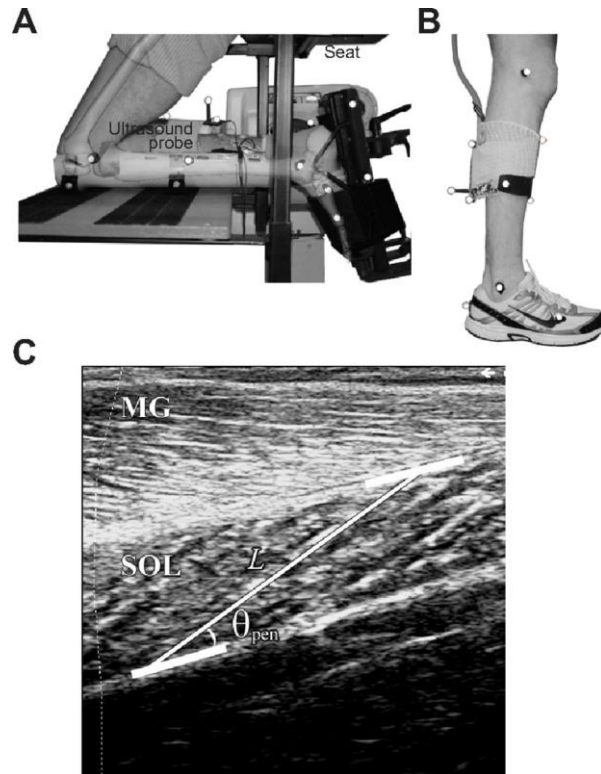 A
B
Seat
Ultrasound
probe
C
MG
SOL
L
θpen